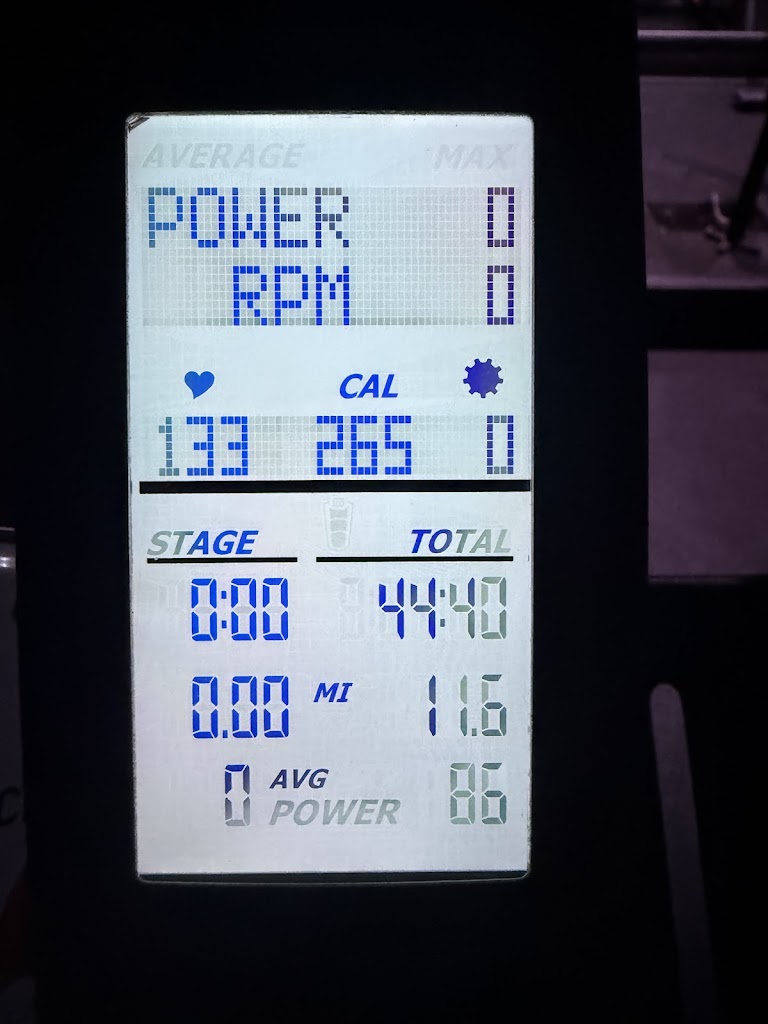 AVERAGE MAX
POWER 0
RPM 0
CAL
133 265 0
STAGE TOTAL
0:00 44:40
0.00 MI 11.6
0 AVG POWER 86